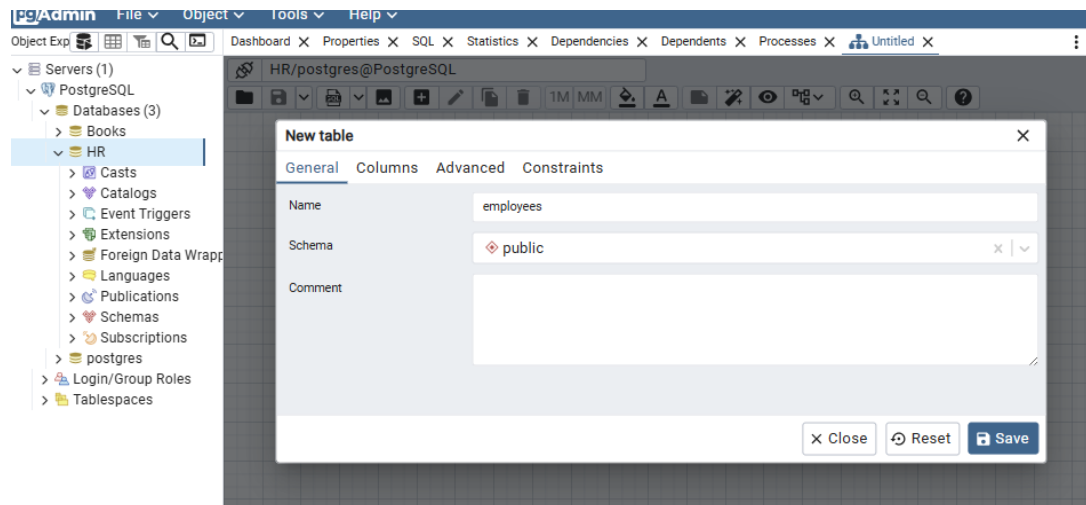 pgAdmin File Object Tools Help
Object Exp
Dashboard Properties SQL Statistics Dependencies Dependents Processes Untitled
Servers (1)
PostgreSQL
Databases (3)
Books
HR
Casts
Catalogs
Event Triggers
Extensions
Foreign Data Wrapp
Languages
Publications
Schemas
Subscriptions
postgres
Login/Group Roles
Tablespaces
HR/postgres@PostgreSQL
1M MM A
New table
General Columns Advanced Constraints
Name employees
Schema public
Comment
Close Reset Save